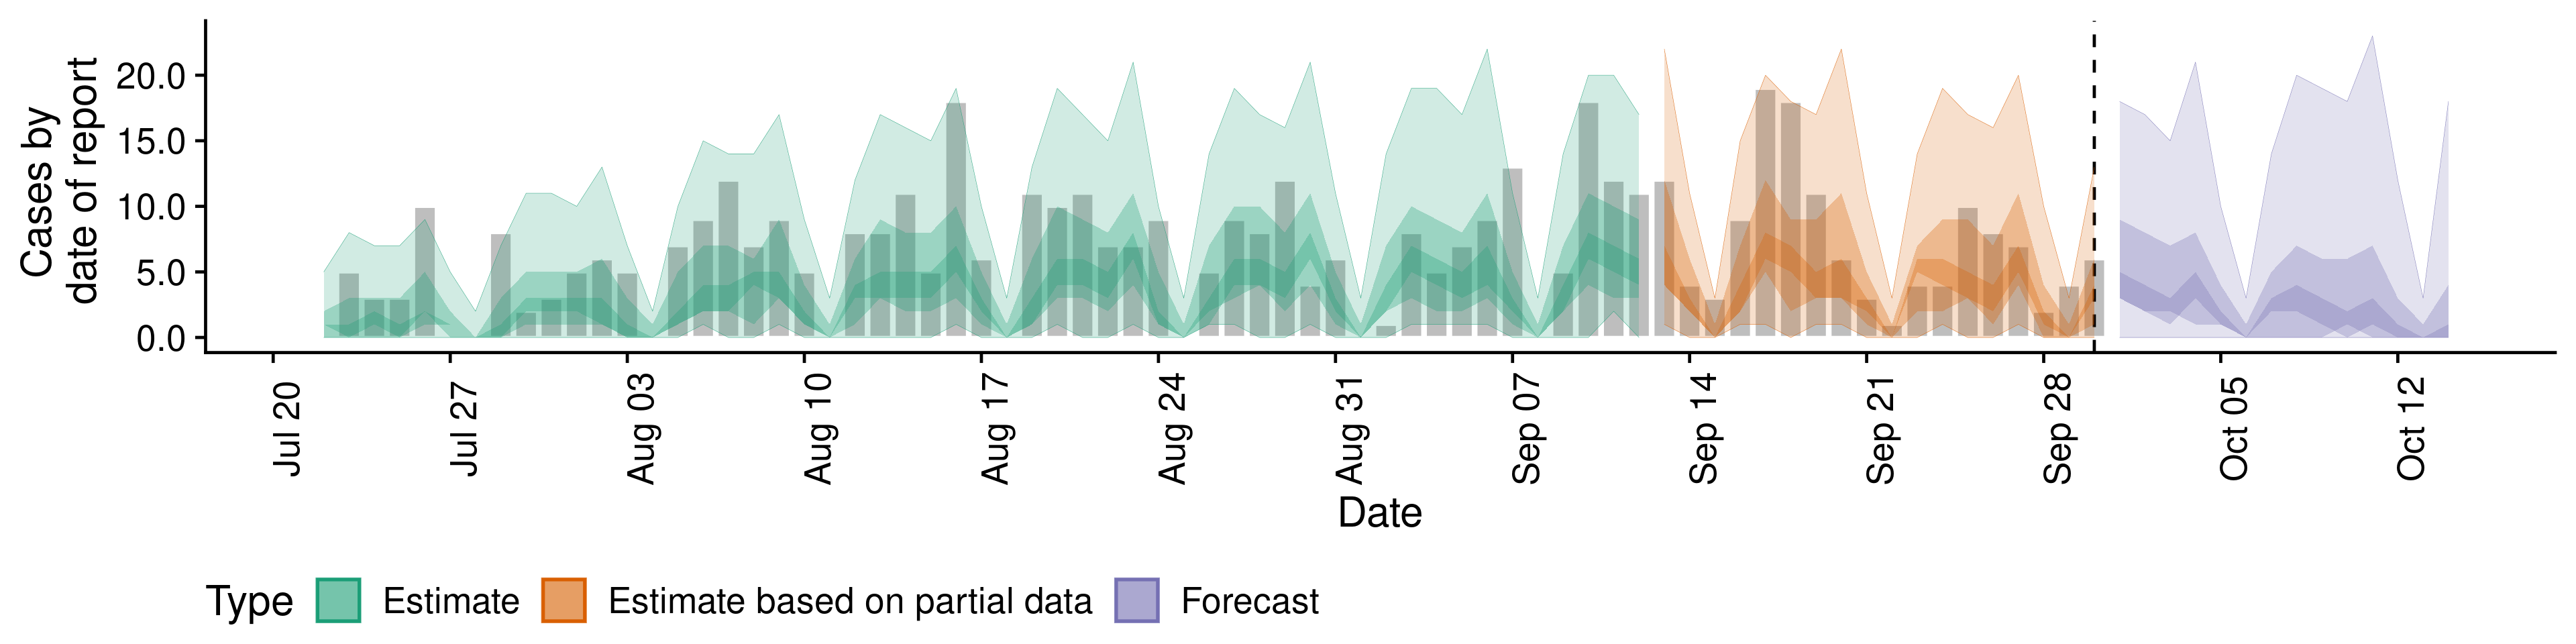 Cases by
date of report
20.0
15.0
10.0
5.0
0.0
Jul 20
Jul 27
Aug 03
Aug 10
Aug 17
Aug 24
Aug 31
Sep 07
Sep 14
Sep 21
Sep 28
Oct 05
Oct 12
Date
Type Estimate Estimate based on partial data Forecast